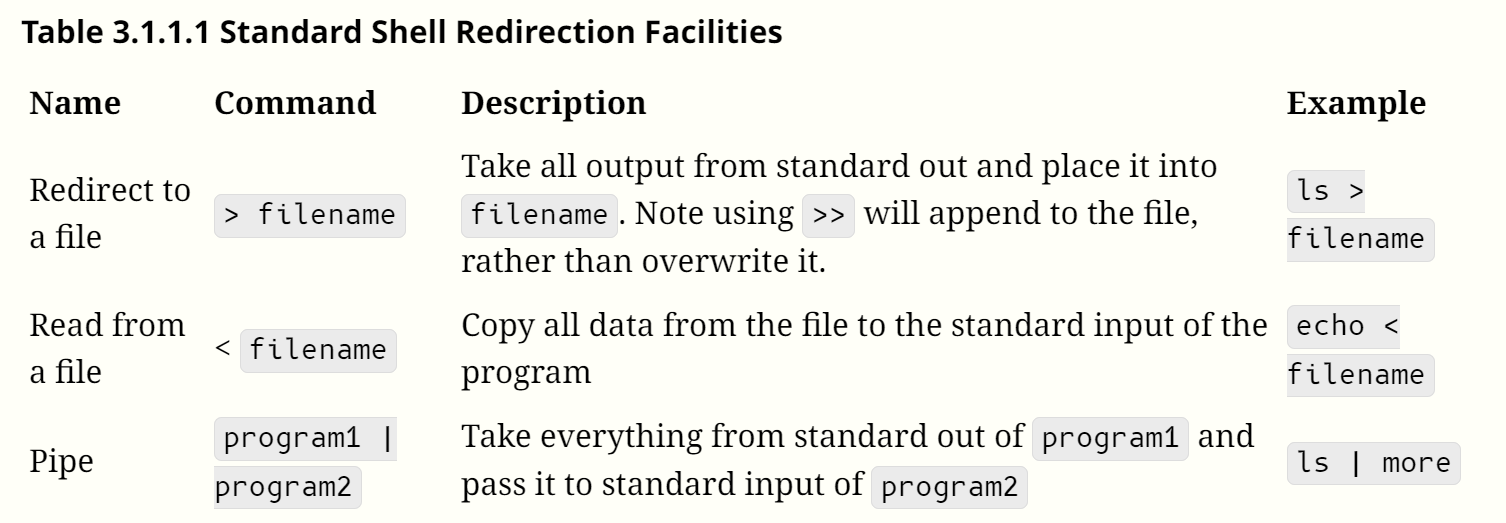 Table 3.1.1.1 Standard Shell Redirection Facilities
Name Command Description Example
Redirect to a file
> filename
Take all output from standard out and place it into
filename. Note using >> will append to the file,
rather than overwrite it.
ls >
filename
Read from
a file
< filename
Copy all data from the file to the standard input of the
program
echo <
filename
Pipe
program1 |
program2
Take everything from standard out of program1 and
pass it to standard input of program2
ls | more